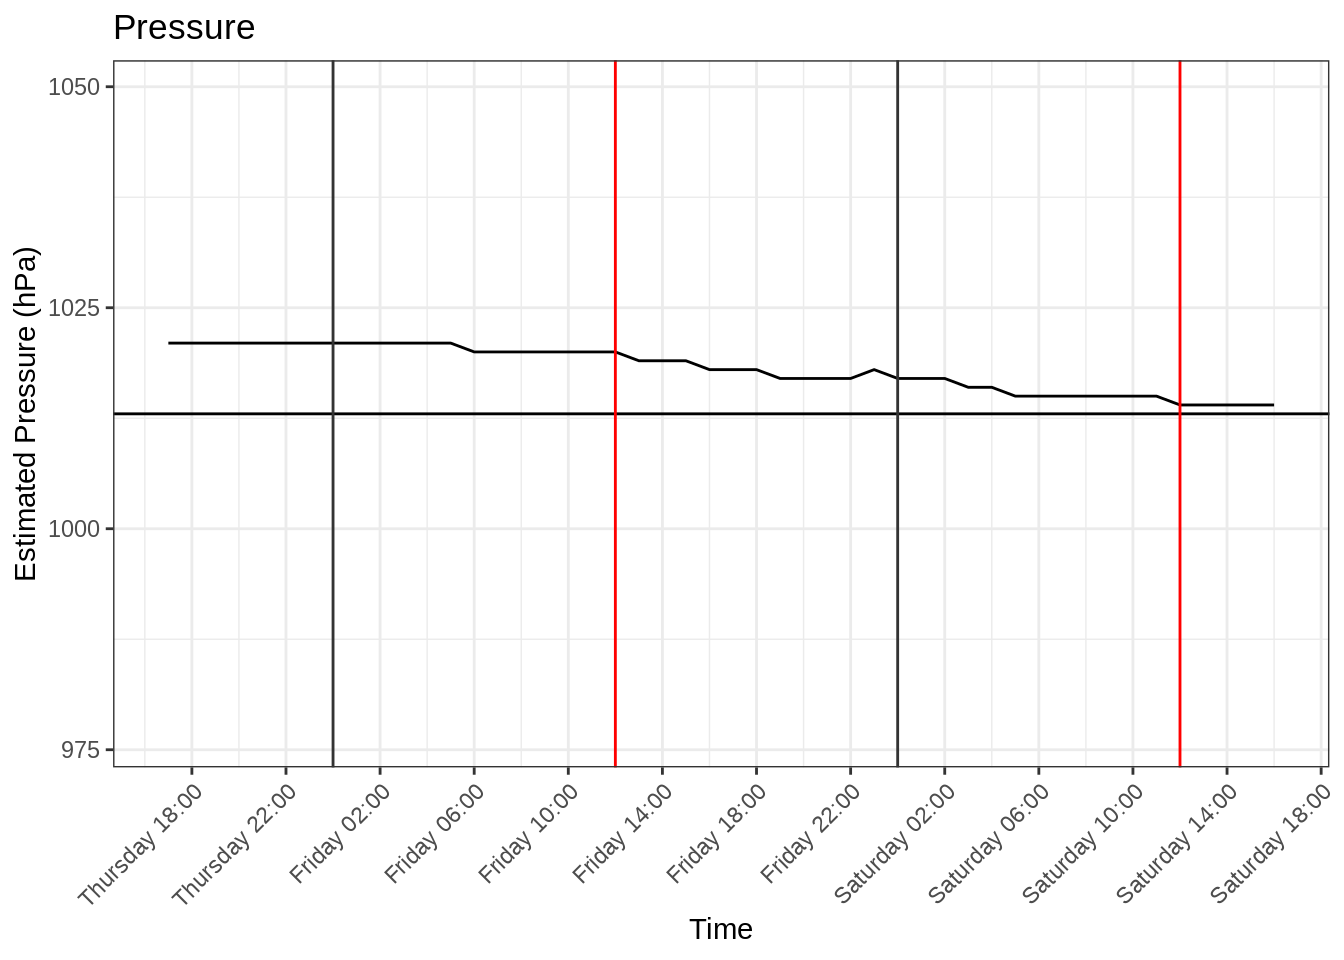 Pressure
Estimated Pressure (hPa)
1050
1025
1000
975
Thursday 18:00
Thursday 22:00
Friday 02:00
Friday 06:00
Friday 10:00
Friday 14:00
Friday 18:00
Friday 22:00
Saturday 02:00
Saturday 06:00
Saturday 10:00
Saturday 14:00
Saturday 18:00
Time